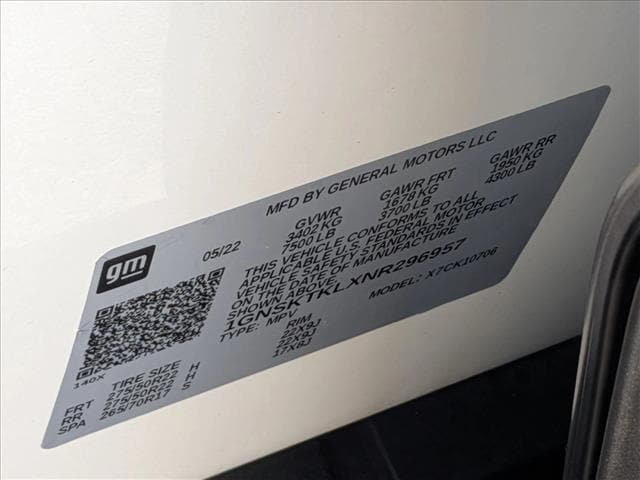 gm
MFD BY GENERAL MOTORS LLC
05/22 GVWR GAWR FRT GAWR RR
3402 KG 1678 KG 1950 KG
7500 LB 3700 LB 4300 LB
THIS VEHICLE CONFORMS TO ALL
APPLICABLE U.S. FEDERAL MOTOR
VEHICLE SAFETY STANDARDS IN EFFECT
ON THE DATE OF MANUFACTURE
SHOWN ABOVE.
1GNSKTKLXNR296957
TYPE: MPV MODEL: X7CK10706
140X
TIRE SIZE RIM
FRT 275/50R22 H 22X9J
RR 275/50R22 H 22X9J
SPA 265/70R17 S 17X8J